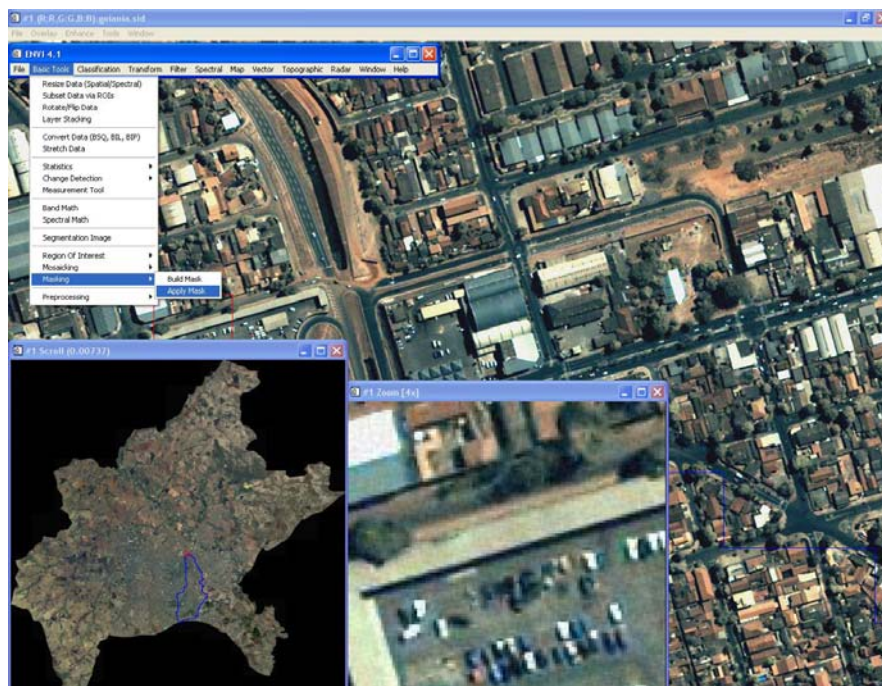 #1 (R:R,G:G,B:B):goiania.sid
File Overlay Enhance Tools Window
ENVI 4.1
File Basic Tools Classification Transform Filter Spectral Map Vector Topographic Radar Window Help
Resize Data (Spatial/Spectral)
Subset Data via ROIs
Rotate/Flip Data
Layer Stacking
Convert Data (BSQ, BIL, BIP)
Stretch Data
Statistics
Change Detection
Measurement Tool
Band Math
Spectral Math
Segmentation Image
Region Of Interest
Mosaicking
Masking
Build Mask
Apply Mask
Preprocessing
#1 Scroll (0.00737)
#1 Zoom [4x]